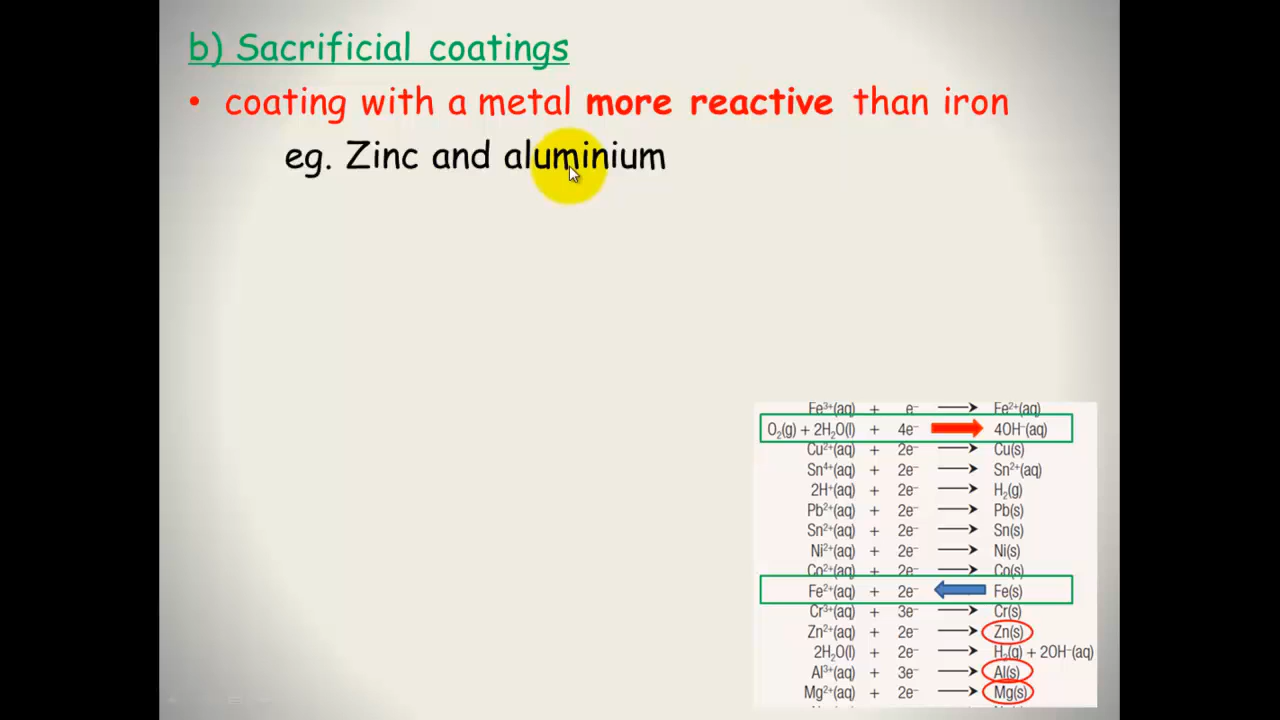 b) Sacrificial coatings
• coating with a metal more reactive than iron
eg. Zinc and aluminium
Fe³⁺(aq) + e⁻ → Fe²⁺(aq)
O₂(g) + 2H₂O(l) + 4e⁻ → 4OH⁻(aq)
Cu²⁺(aq) + 2e⁻ → Cu(s)
Sn⁴⁺(aq) + 2e⁻ → Sn²⁺(aq)
2H⁺(aq) + 2e⁻ → H₂(g)
Pb²⁺(aq) + 2e⁻ → Pb(s)
Sn²⁺(aq) + 2e⁻ → Sn(s)
Ni²⁺(aq) + 2e⁻ → Ni(s)
Co²⁺(aq) + 2e⁻ → Co(s)
Fe²⁺(aq) + 2e⁻ ← Fe(s)
Cr³⁺(aq) + 3e⁻ → Cr(s)
Zn²⁺(aq) + 2e⁻ → Zn(s)
2H₂O(l) + 2e⁻ → H₂(g) + 2OH⁻(aq)
Al³⁺(aq) + 3e⁻ → Al(s)
Mg²⁺(aq) + 2e⁻ → Mg(s)